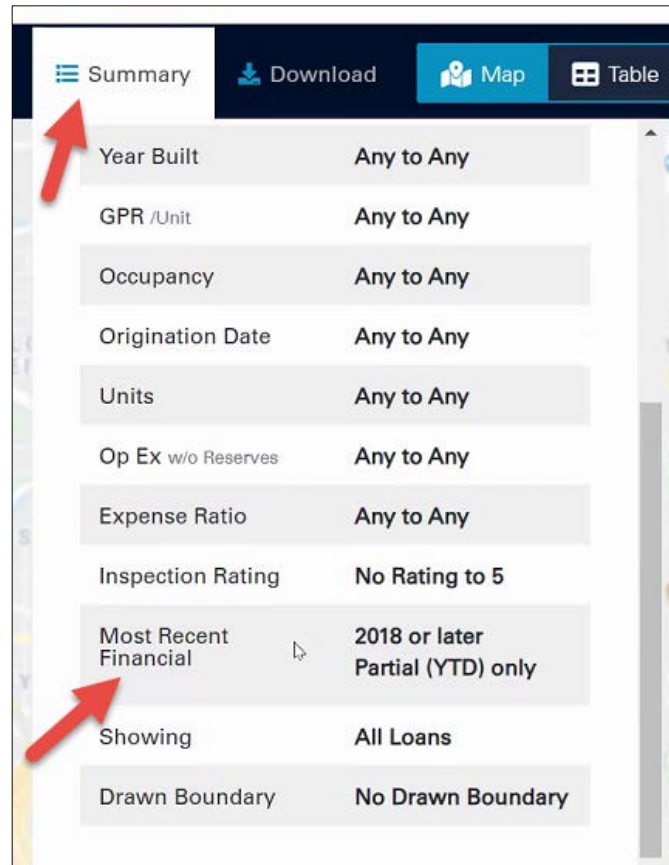 Summary Download Map Table
Year Built Any to Any
GPR /Unit Any to Any
Occupancy Any to Any
Origination Date Any to Any
Units Any to Any
Op Ex w/o Reserves Any to Any
Expense Ratio Any to Any
Inspection Rating No Rating to 5
Most Recent 2018 or later
Financial Partial (YTD) only
Showing All Loans
Drawn Boundary No Drawn Boundary